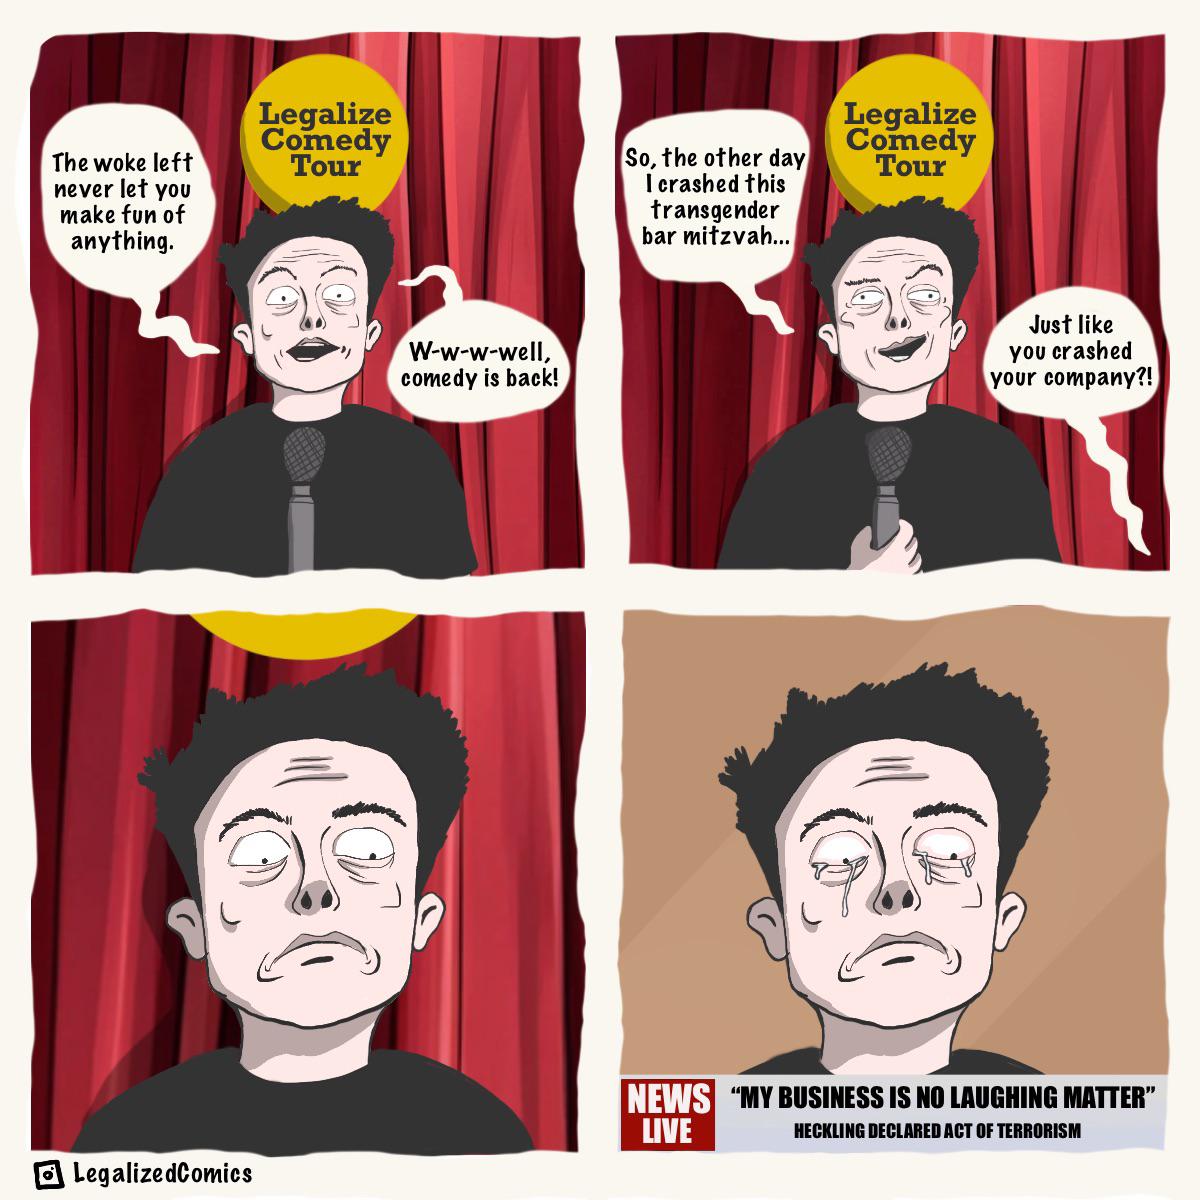 Legalize
Comedy
Tour
The woke left
never let you
make fun of
anything.
W-w-w-well,
comedy is back!
Legalize
Comedy
Tour
So, the other day
I crashed this
transgender
bar mitzvah...
Just like
you crashed
your company?!
NEWS
LIVE
“MY BUSINESS IS NO LAUGHING MATTER”
HECKLING DECLARED ACT OF TERRORISM
LegalizedComics